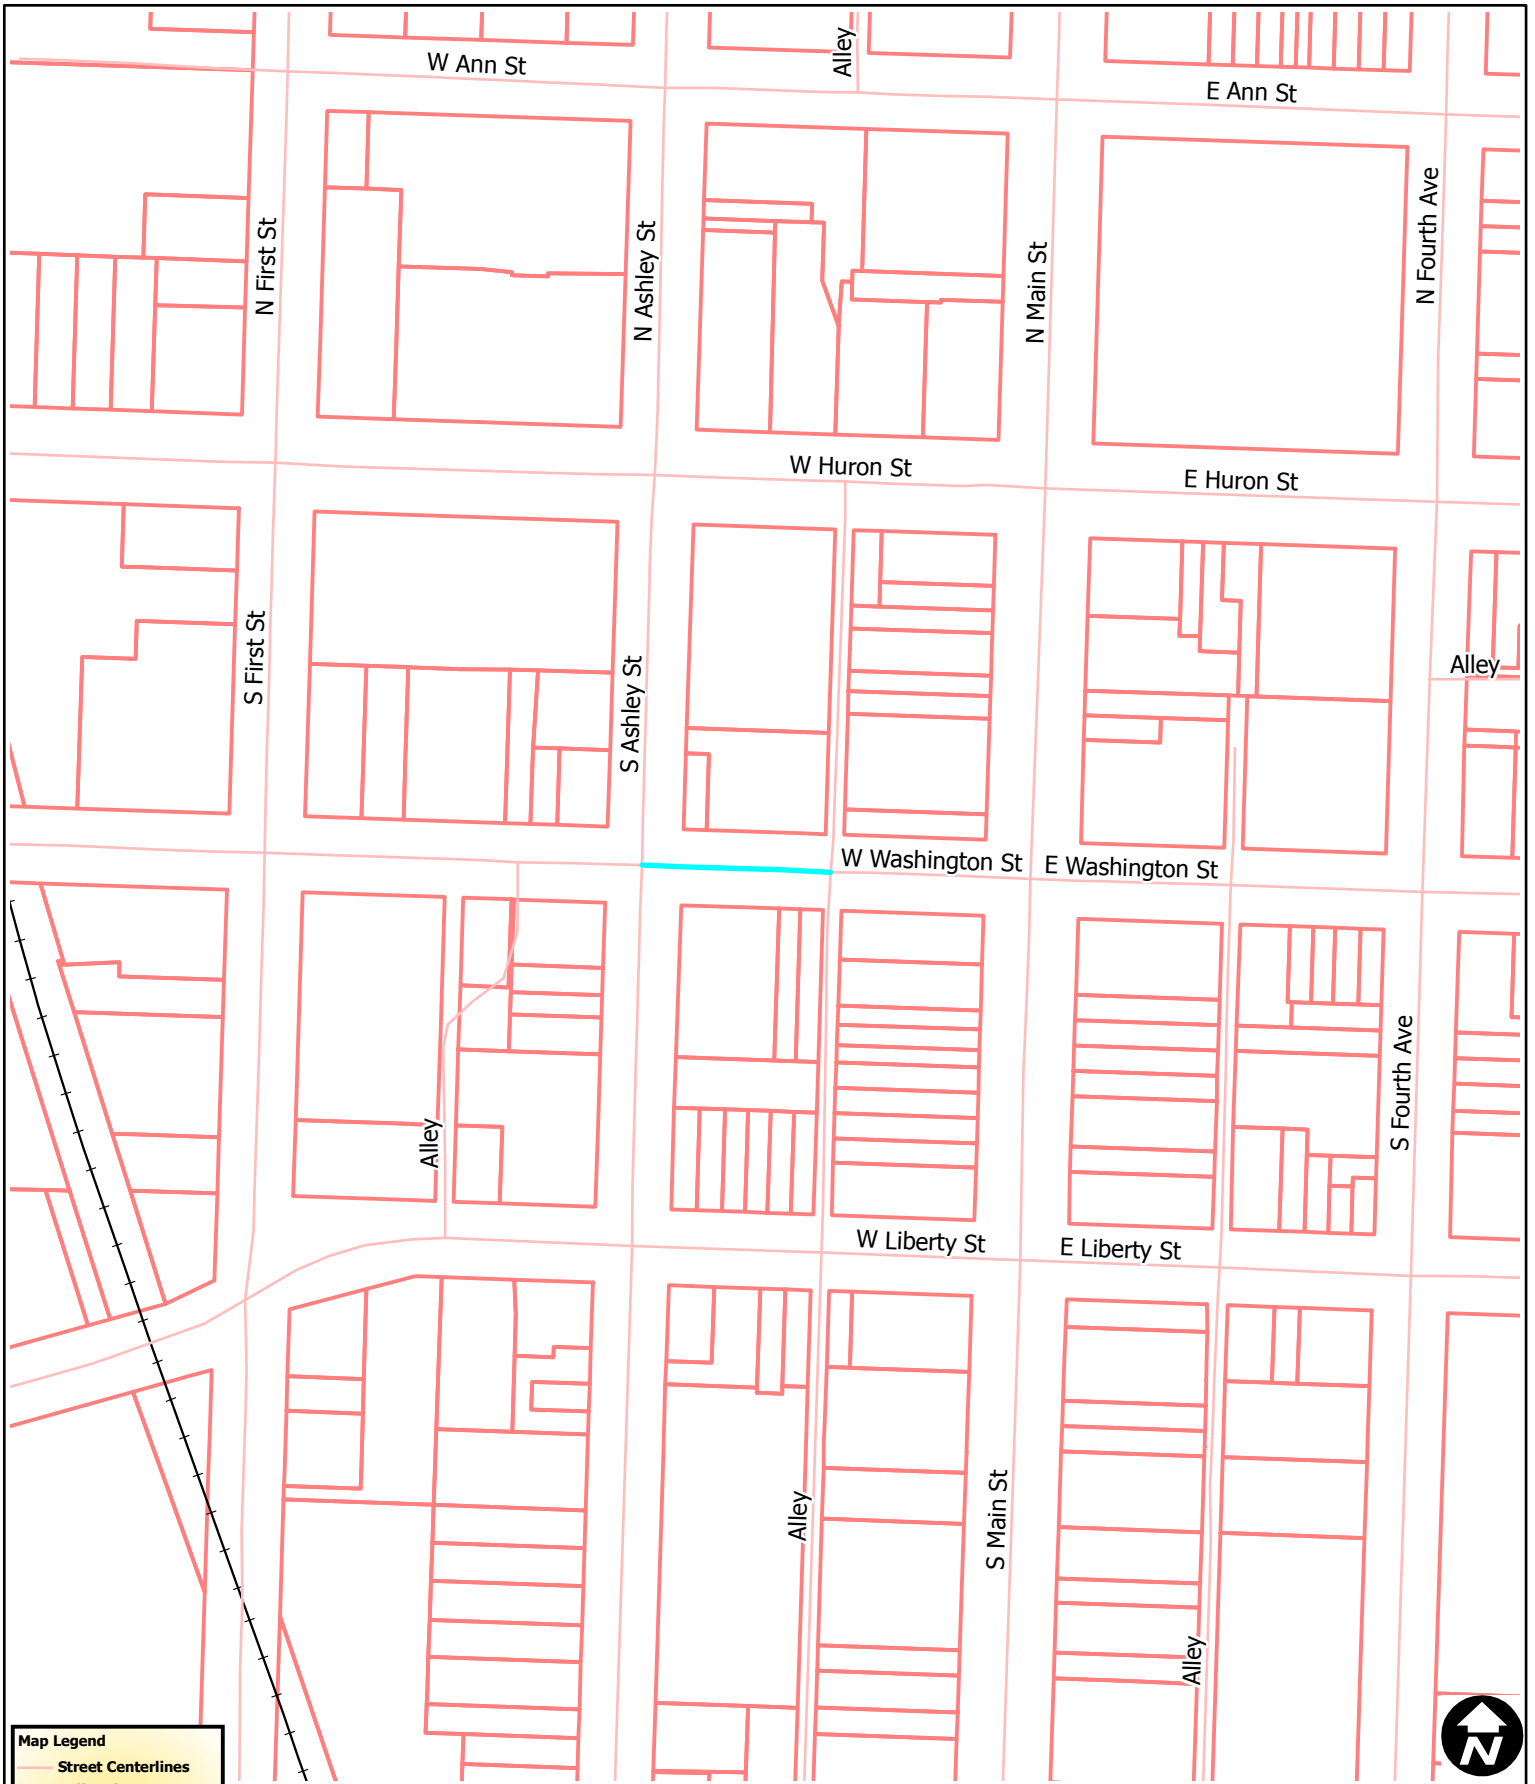 Alley
W Ann St
E Ann St
N First St
N Ashley St
N Main St
N Fourth Ave
W Huron St
E Huron St
S First St
S Ashley St
Alley
W Washington St
E Washington St
S Fourth Ave
Alley
W Liberty St
E Liberty St
Alley
S Main St
Alley
Map Legend
Street Centerlines
N